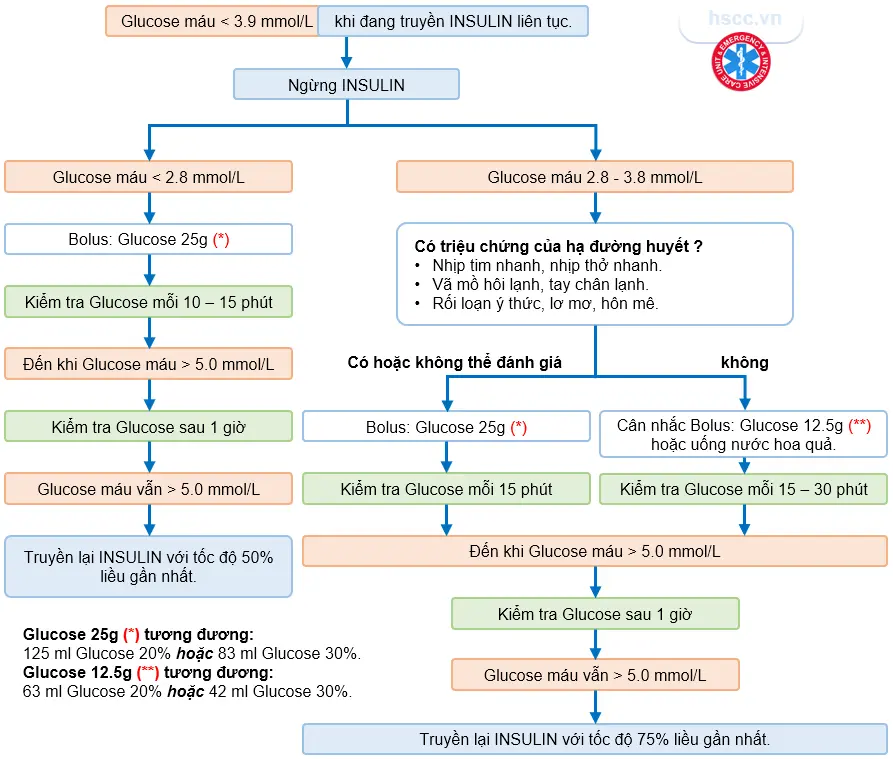 Glucose máu < 3.9 mmol/L khi đang truyền INSULIN liên tục.
hscc.vn
EMERGENCY & INTENSIVE CARE UNIT &
Ngừng INSULIN
Glucose máu < 2.8 mmol/L
Glucose máu 2.8 - 3.8 mmol/L
Bolus: Glucose 25g (*)
Kiểm tra Glucose mỗi 10 – 15 phút
Đến khi Glucose máu > 5.0 mmol/L
Kiểm tra Glucose sau 1 giờ
Glucose máu vẫn > 5.0 mmol/L
Truyền lại INSULIN với tốc độ 50%
liều gần nhất.
Có triệu chứng của hạ đường huyết ?
• Nhịp tim nhanh, nhịp thở nhanh.
• Vã mồ hôi lạnh, tay chân lạnh.
• Rối loạn ý thức, lơ mơ, hôn mê.
Có hoặc không thể đánh giá
không
Bolus: Glucose 25g (*)
Cân nhắc Bolus: Glucose 12.5g (**)
hoặc uống nước hoa quả.
Kiểm tra Glucose mỗi 15 phút
Kiểm tra Glucose mỗi 15 – 30 phút
Đến khi Glucose máu > 5.0 mmol/L
Kiểm tra Glucose sau 1 giờ
Glucose máu vẫn > 5.0 mmol/L
Truyền lại INSULIN với tốc độ 75% liều gần nhất.
Glucose 25g (*) tương đương:
125 ml Glucose 20% hoặc 83 ml Glucose 30%.
Glucose 12.5g (**) tương đương:
63 ml Glucose 20% hoặc 42 ml Glucose 30%.